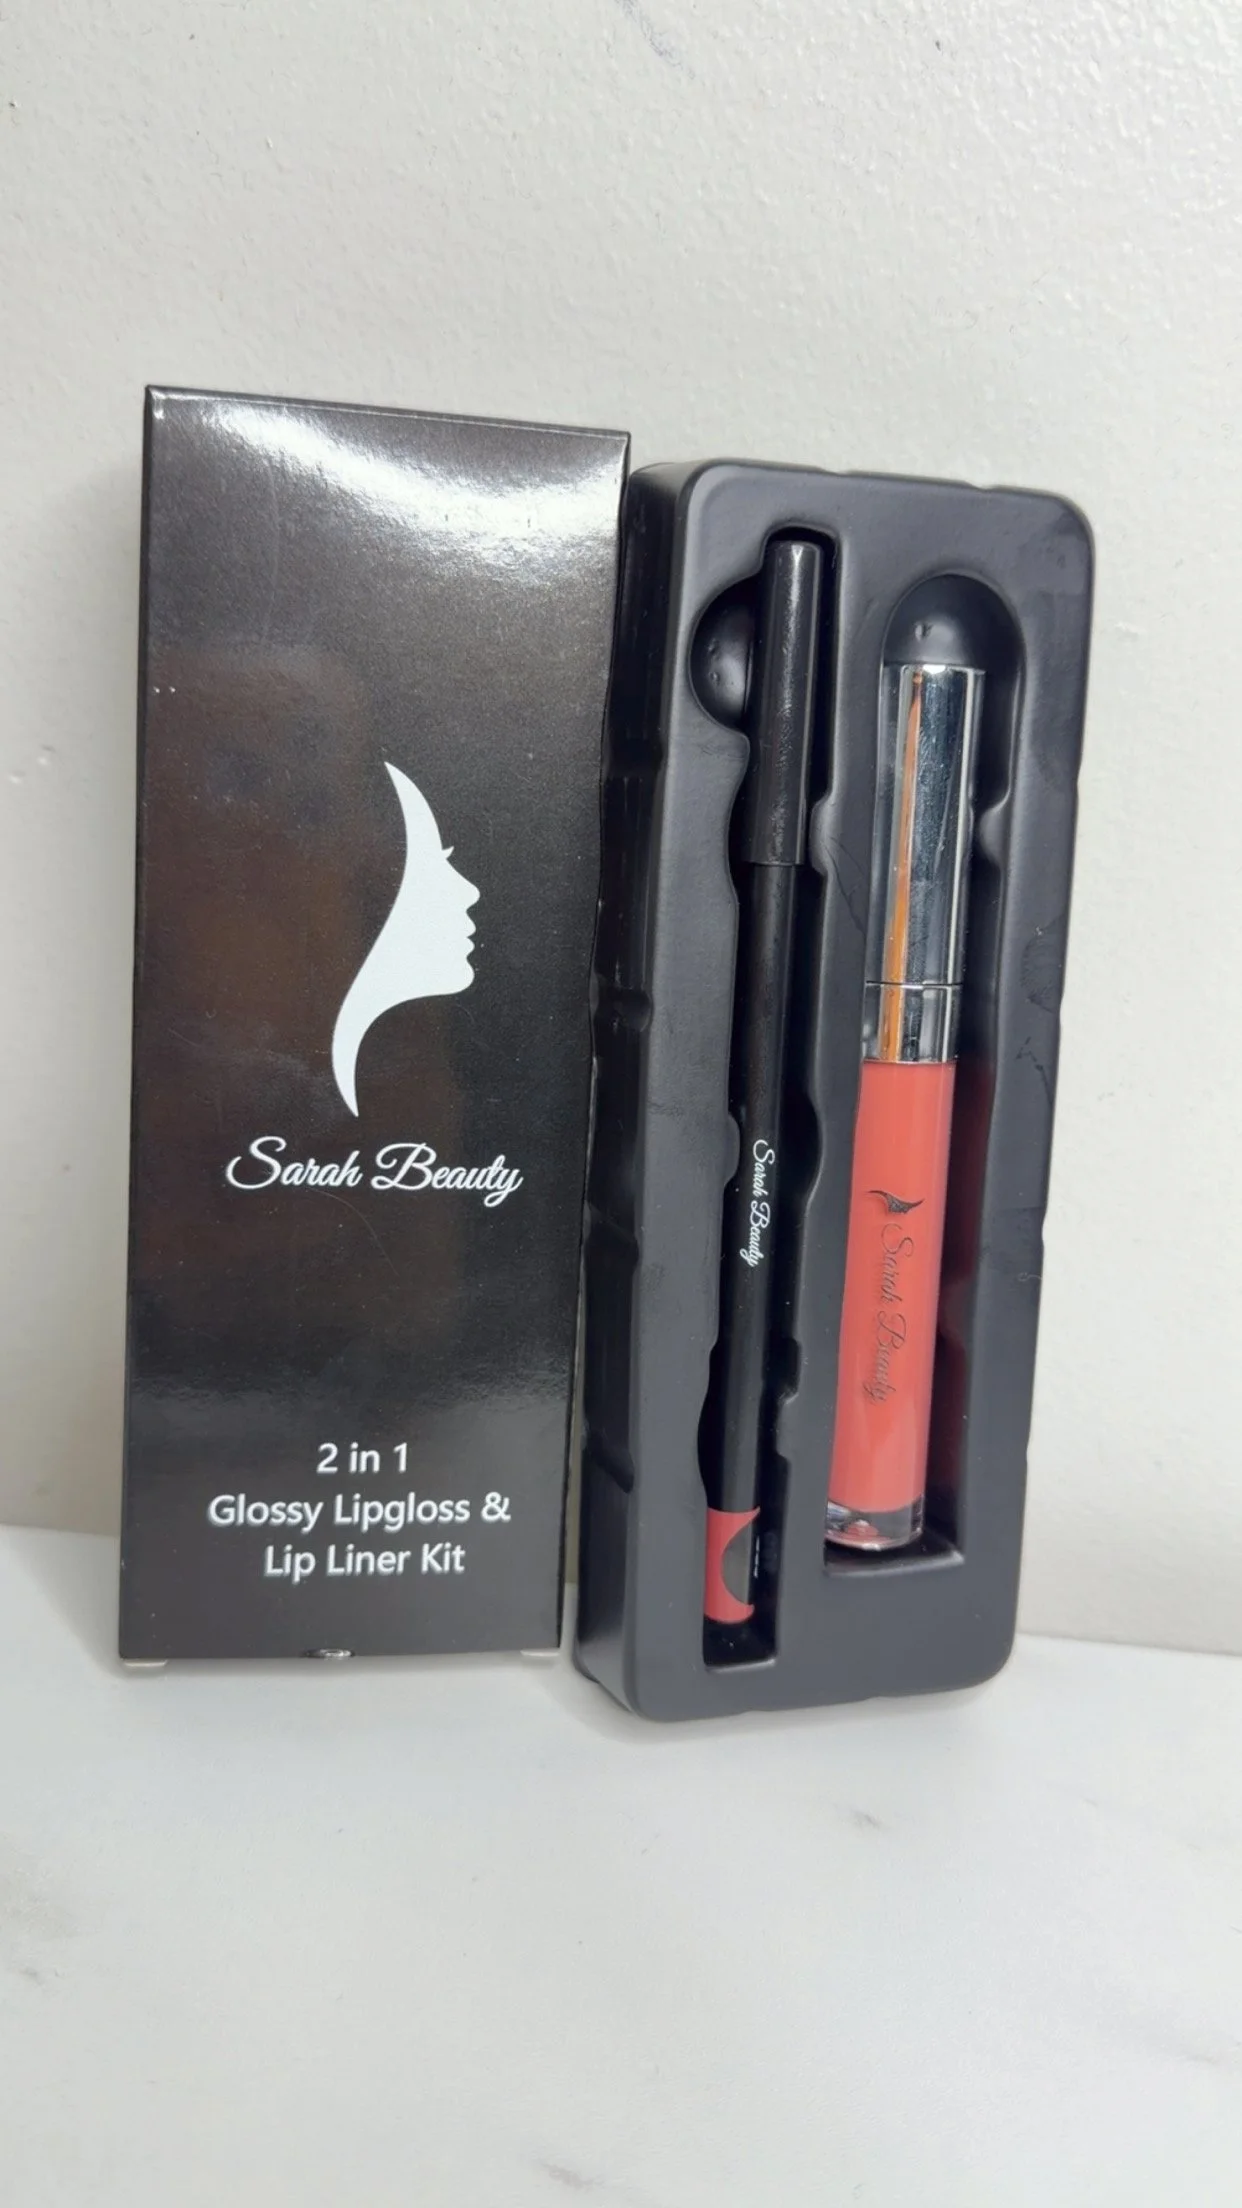 Sarah Beauty
2 in 1
Glossy Lipgloss &
Lip Liner Kit
Sarah Beauty
Sarah Beauty